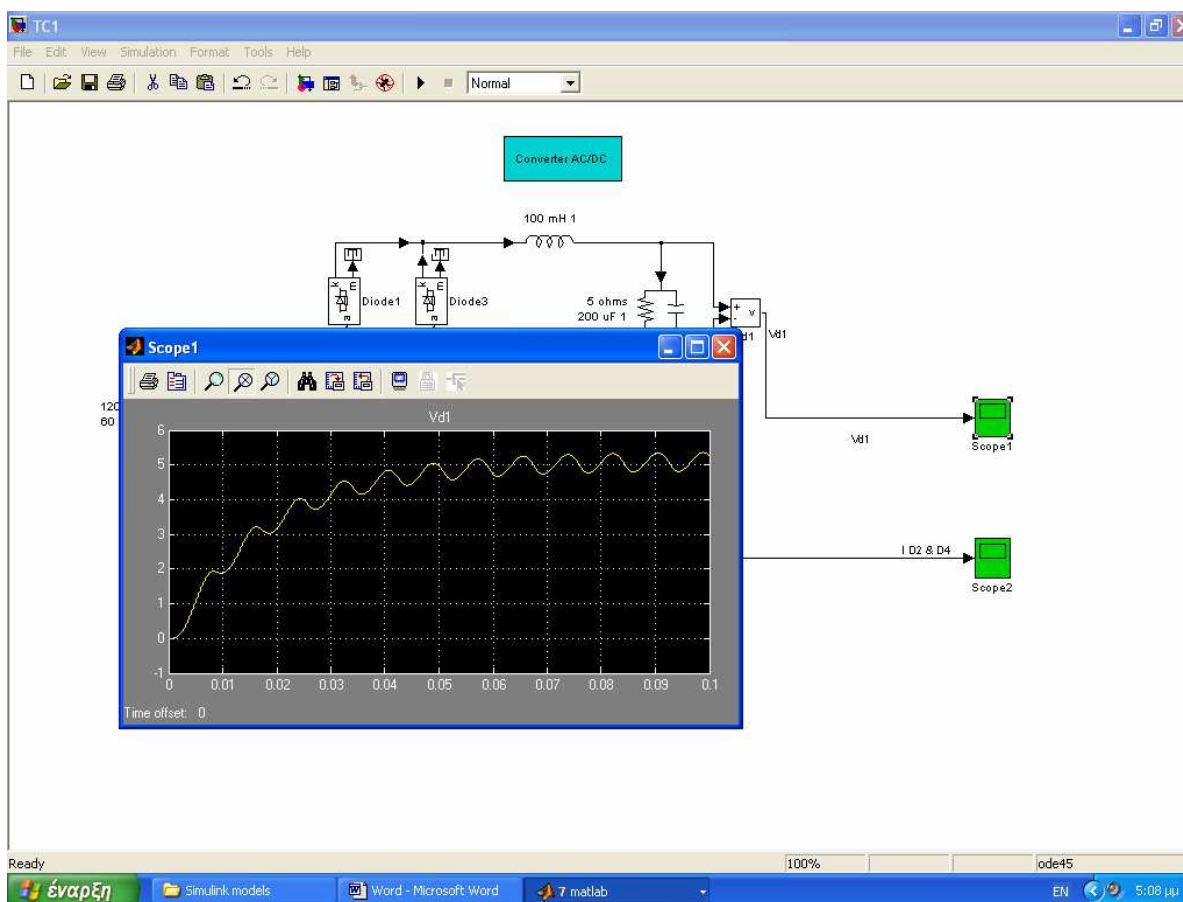 TC1
File Edit View Simulation Format Tools Help
Normal
Converter AC/DC
100 mH 1
Diode1
Diode3
5 ohms
200 uF 1
+
-
v
Vd1
120
60
Scope1
Vd1
6
5
4
3
2
1
0
-1
0 0.01 0.02 0.03 0.04 0.05 0.06 0.07 0.08 0.09 0.1
Time offset: 0
Vd1
Scope1
I D2 & D4
Scope2
Ready 100% ode45
έναρξη Simulink models Word - Microsoft Word 7 matlab EN 5:08 μμ